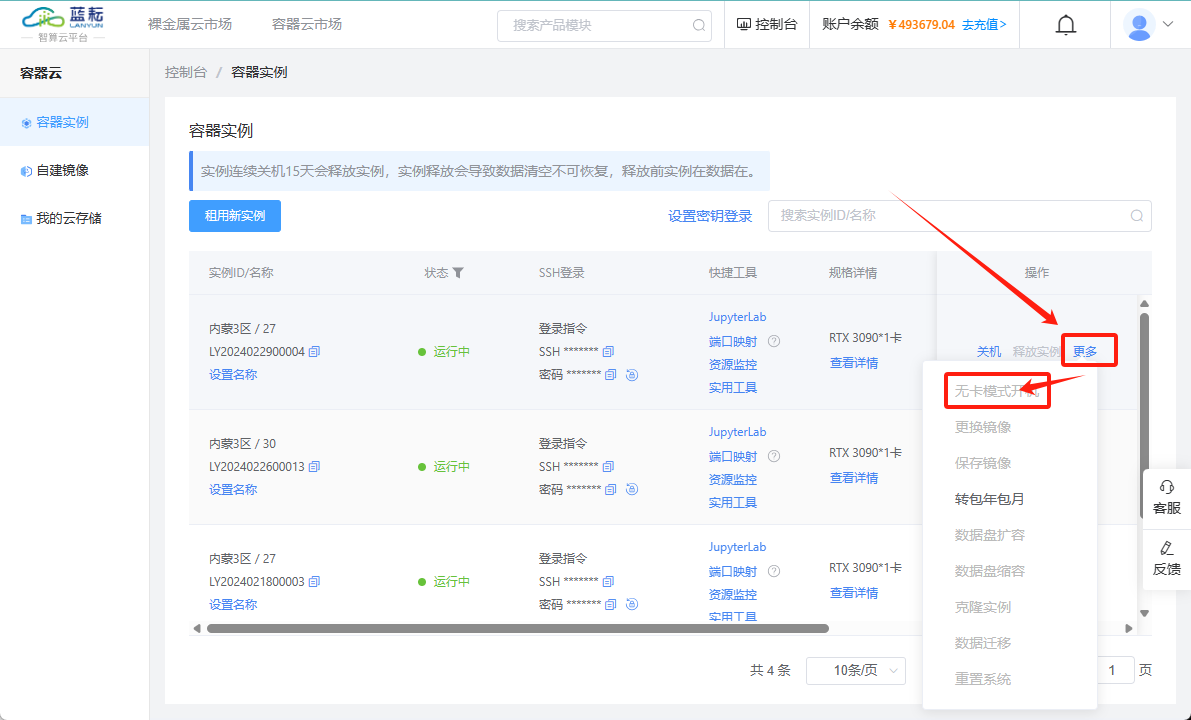 蓝耘
LANYUN
智算云平台
裸金属云市场
容器云市场
搜索产品模块
控制台
账户余额 ￥493679.04 去充值>
容器云
容器实例
自建镜像
我的云存储
控制台 / 容器实例
容器实例
实例连续关机15天会释放实例，实例释放会导致数据清空不可恢复，释放前实例在数据在。
租用新实例
设置密钥登录
搜索实例ID/名称
实例ID/名称 状态 SSH登录 快捷工具 规格详情 操作
内蒙3区 / 27
LY2024022900004
设置名称
运行中
登录指令
SSH *******
密码 *******
JupyterLab
端口映射
资源监控
实用工具
RTX 3090*1卡
查看详情
关机 释放实例 更多
内蒙3区 / 30
LY2024022600013
设置名称
运行中
登录指令
SSH *******
密码 *******
JupyterLab
端口映射
资源监控
实用工具
RTX 3090*1卡
查看详情
内蒙3区 / 27
LY2024021800003
设置名称
运行中
登录指令
SSH *******
密码 *******
JupyterLab
端口映射
资源监控
实用工具
RTX 3090*1卡
查看详情
无卡模式开机
更换镜像
保存镜像
转包年包月
数据盘扩容
数据盘缩容
克隆实例
数据迁移
重置系统
客服
反馈
共 4 条
10条/页
1 页